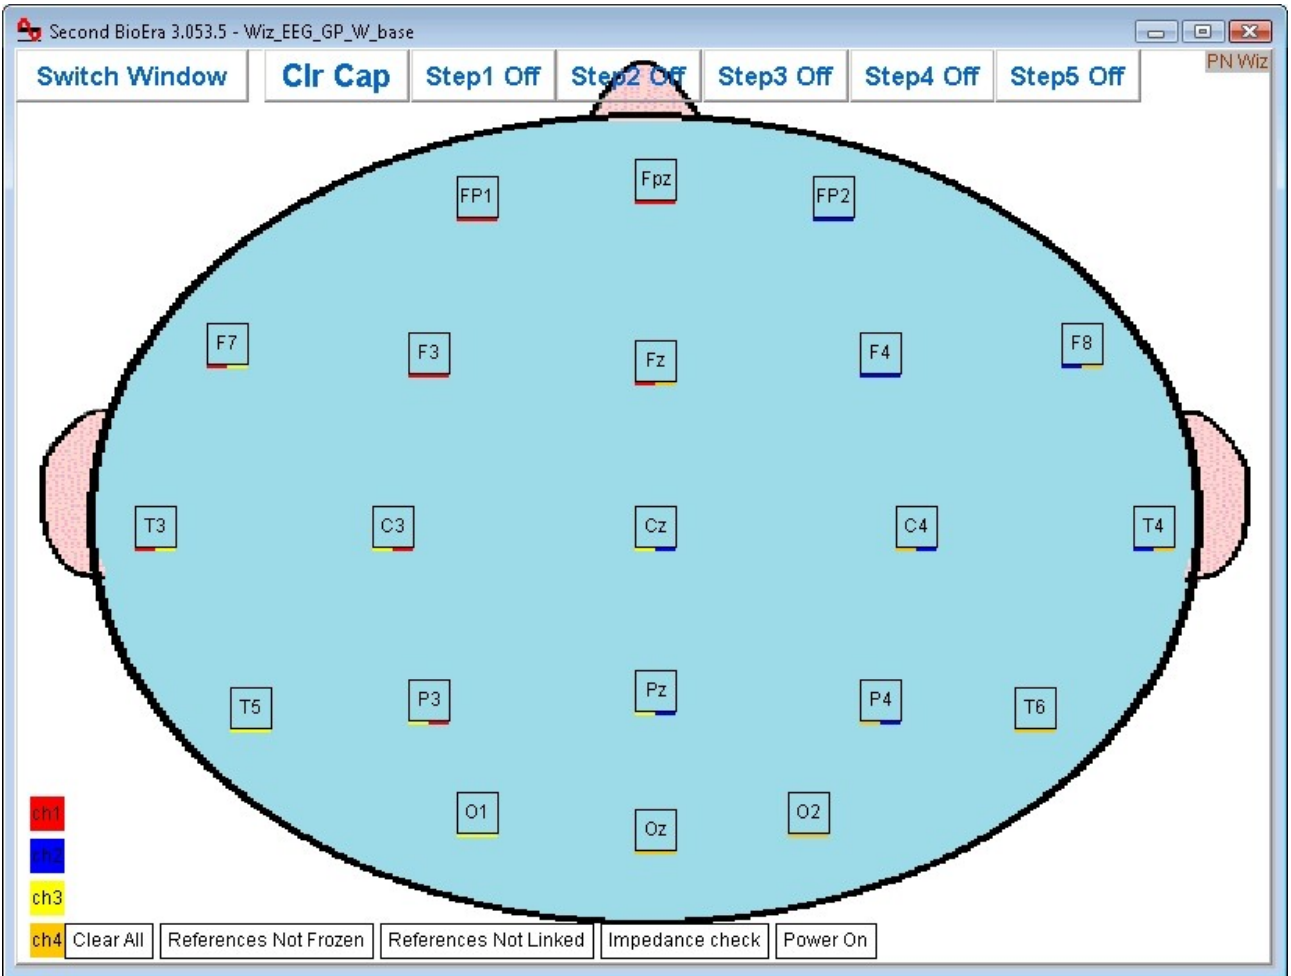 Second BioEra 3.053.5 - Wiz_EEG_GP_W_base
Switch Window Clr Cap Step1 Off Step2 Off Step3 Off Step4 Off Step5 Off PN Wiz
FP1 Fpz FP2
F7 F3 Fz F4 F8
T3 C3 Cz C4 T4
T5 P3 Pz P4 T6
O1 Oz O2
ch1
ch2
ch3
ch4 Clear All References Not Frozen References Not Linked Impedance check Power On